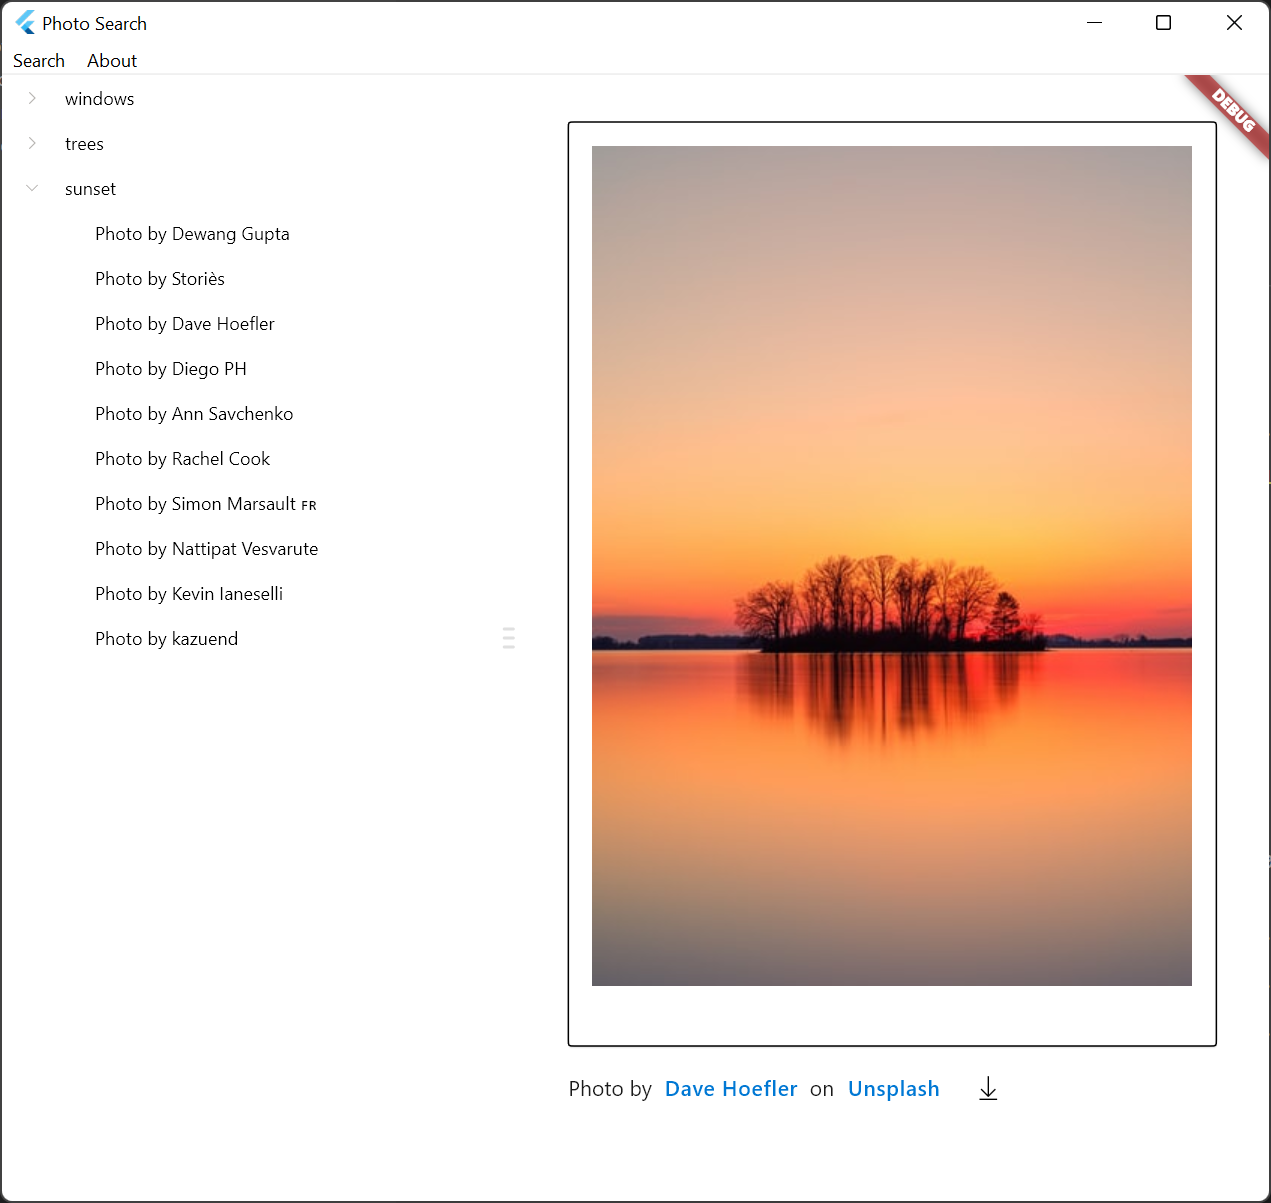 Photo Search
Search About
DEBUG
windows
trees
sunset
Photo by Dewang Gupta
Photo by Storiès
Photo by Dave Hoefler
Photo by Diego PH
Photo by Ann Savchenko
Photo by Rachel Cook
Photo by Simon Marsault ꜰʀ
Photo by Nattipat Vesvarute
Photo by Kevin Ianeselli
Photo by kazuend
Photo by Dave Hoefler on Unsplash